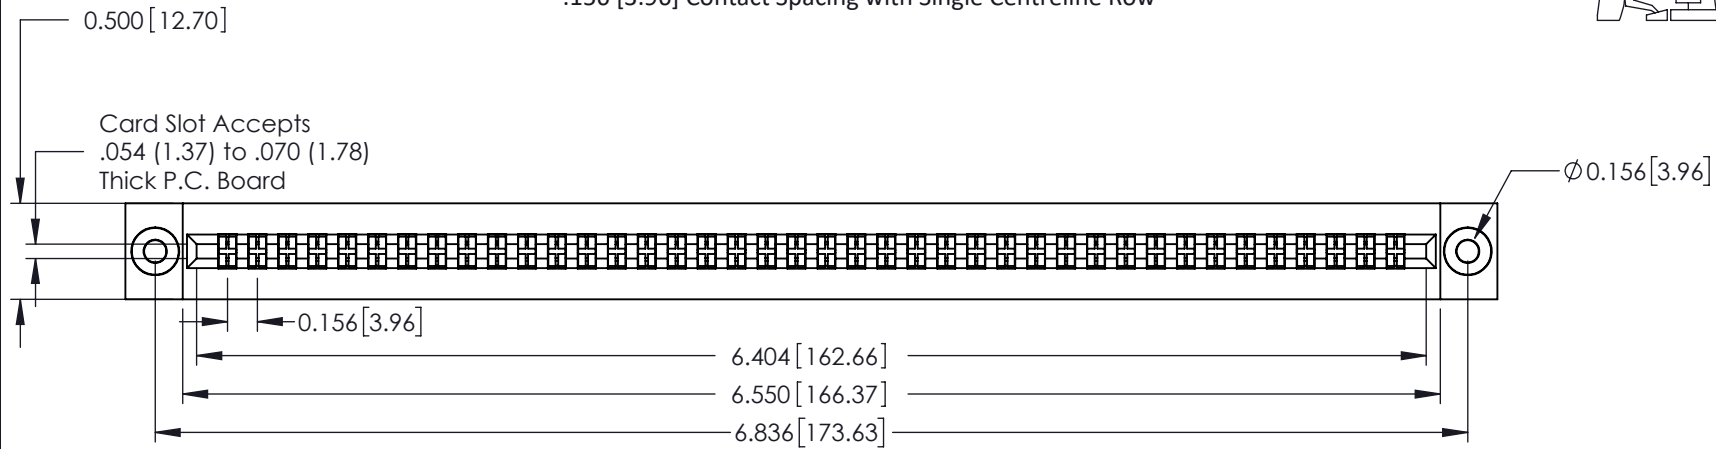 .156 [3.96] Contact Spacing with Single Centreline Row
0.500 [12.70]
Card Slot Accepts
.054 (1.37) to .070 (1.78)
Thick P.C. Board
Ø0.156[3.96]
0.156[3.96]
6.404 [162.66]
6.550 [166.37]
6.836[173.63]